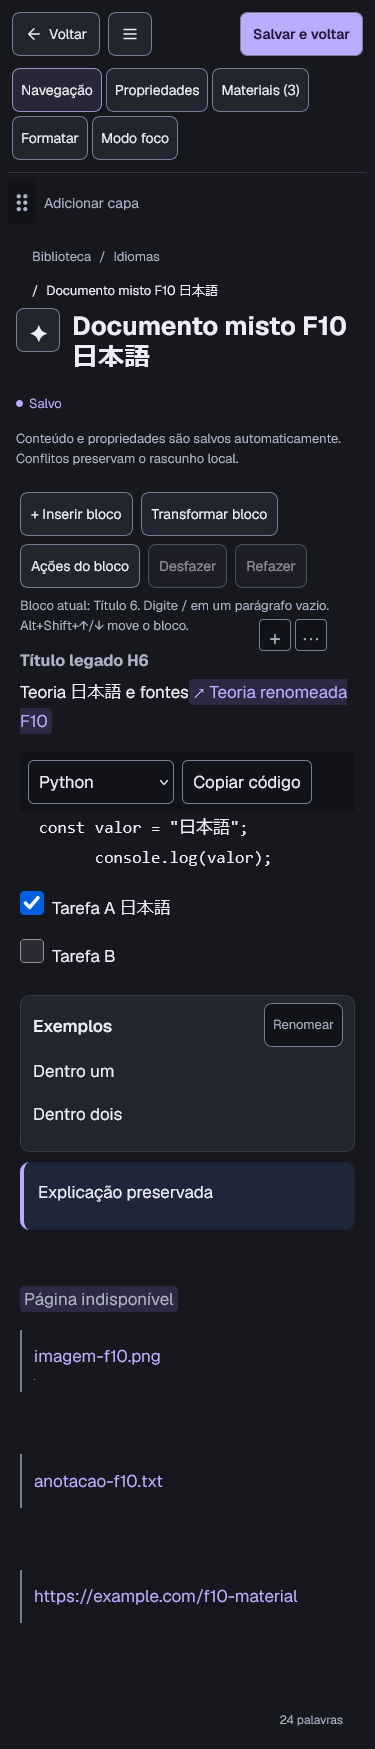 Voltar
Salvar e voltar
Navegação Propriedades Materiais (3)
Formatar Modo foco
Adicionar capa
Biblioteca / Idiomas
/ Documento misto F10 日本語
Documento misto F10
日本語
Salvo
Conteúdo e propriedades são salvos automaticamente.
Conflitos preservam o rascunho local.
+ Inserir bloco Transformar bloco
Ações do bloco Desfazer Refazer
Bloco atual: Título 6. Digite / em um parágrafo vazio.
Alt+Shift+↑/↓ move o bloco.
+ ...
Título legado H6
Teoria 日本語 e fontes ↗ Teoria renomeada
F10
Python Copiar código
const valor = "日本語";
console.log(valor);
Tarefa A 日本語
Tarefa B
Exemplos Renomear
Dentro um
Dentro dois
Explicação preservada
Página indisponível
imagem-f10.png
anotacao-f10.txt
https://example.com/f10-material
24 palavras